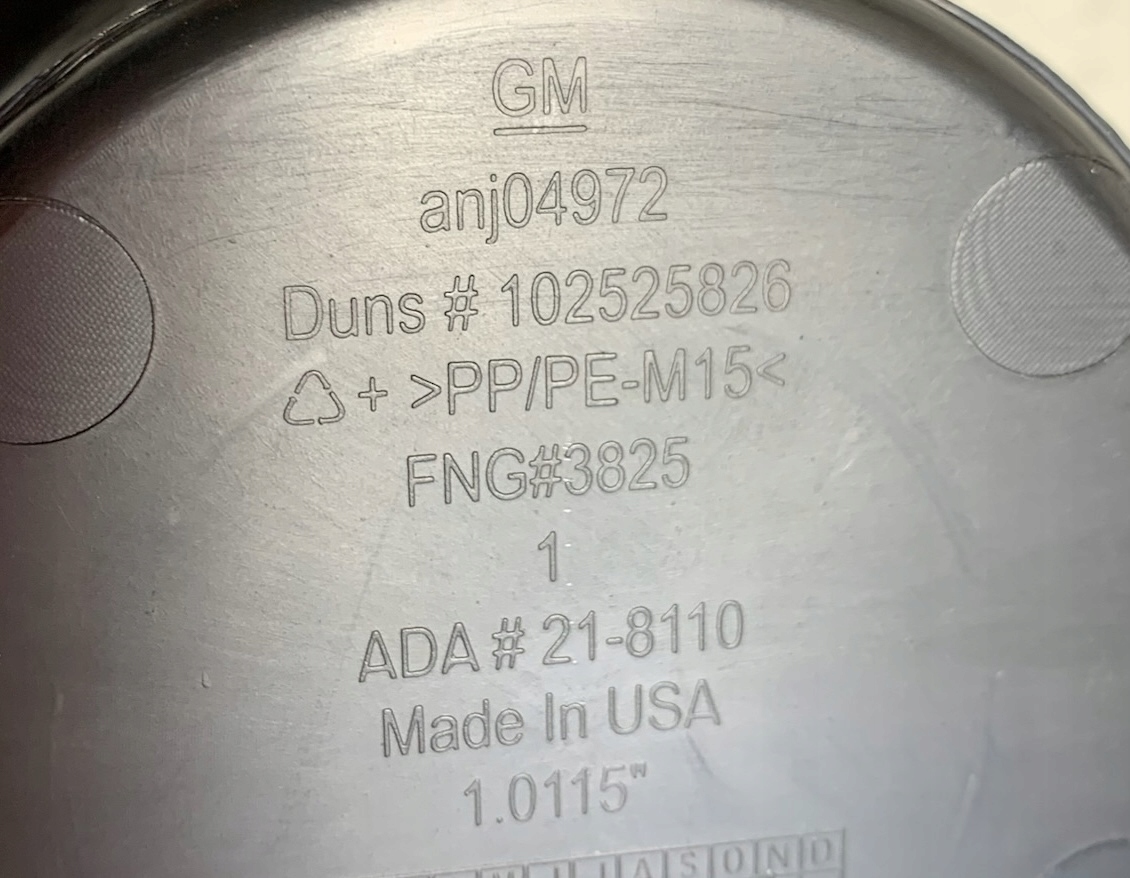 GM
anj04972
Duns # 102525826
♺ + >PP/PE-M15<
FNG#3825
1
ADA # 21-8110
Made In USA
1.0115"
M J J A S O N D